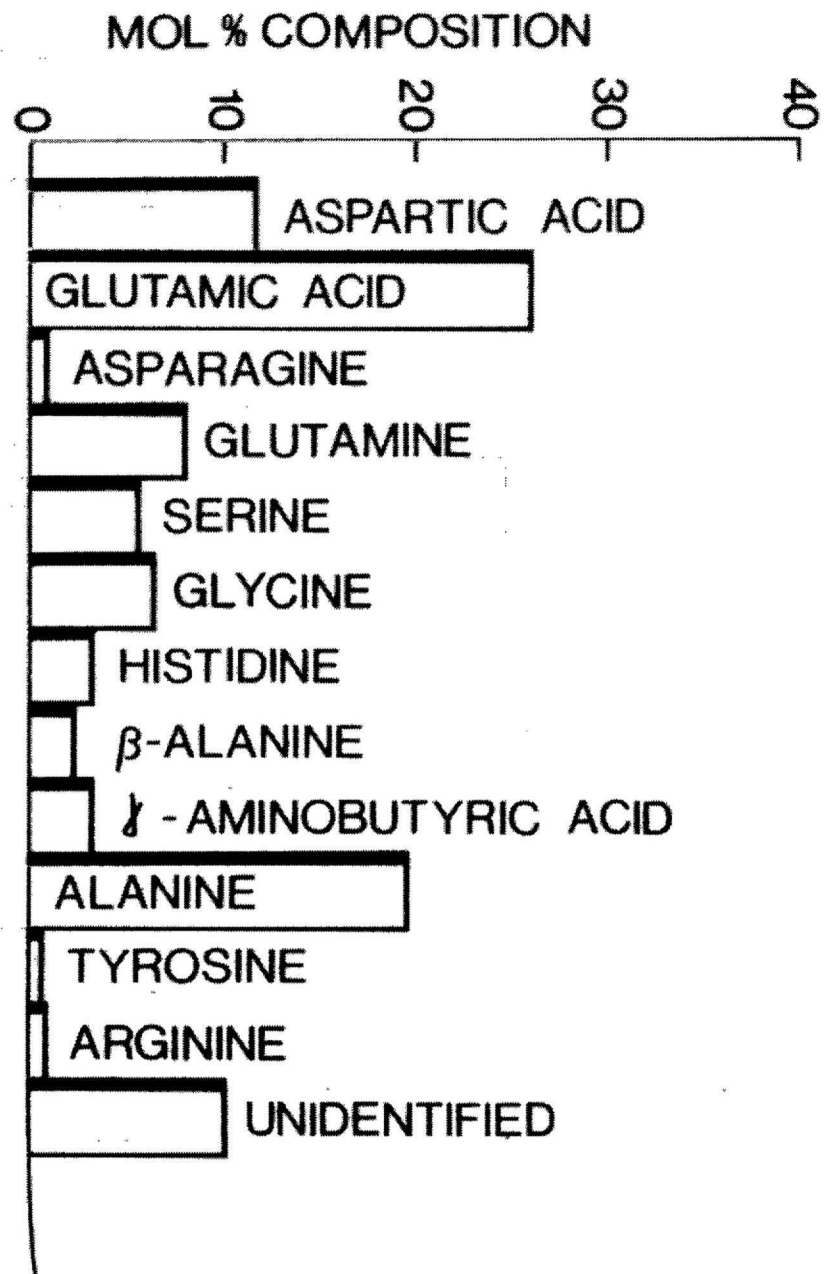 MOL % COMPOSITION
0 10 20 30 40
ASPARTIC ACID
GLUTAMIC ACID
ASPARAGINE
GLUTAMINE
SERINE
GLYCINE
HISTIDINE
β-ALANINE
γ-AMINOBUTYRIC ACID
ALANINE
TYROSINE
ARGININE
UNIDENTIFIED